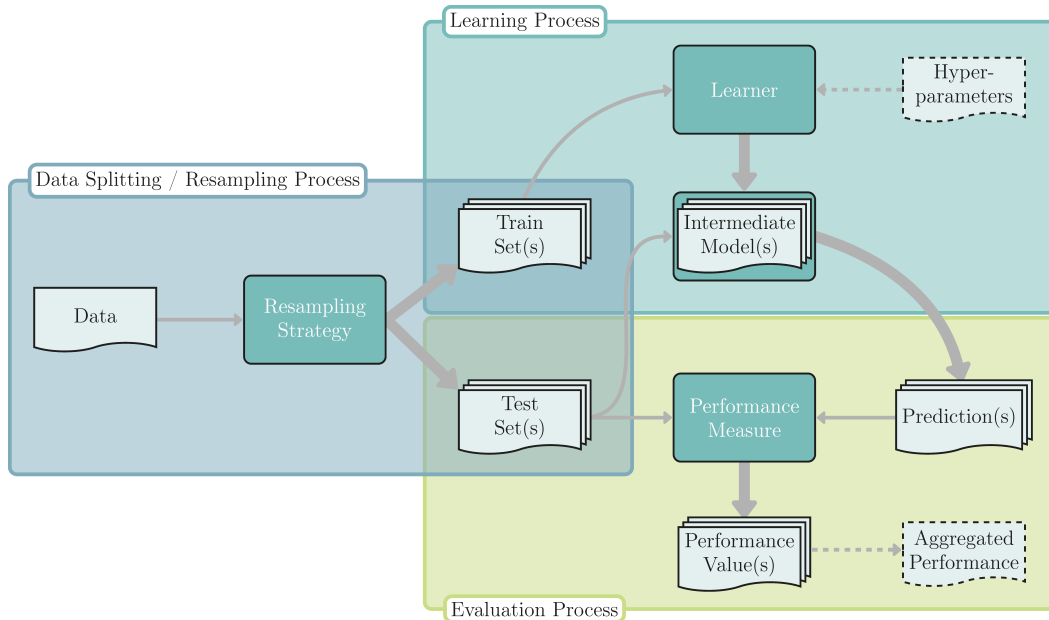 Learning Process
Learner
Hyper-
parameters
Data Splitting / Resampling Process
Train
Set(s)
Intermediate
Model(s)
Data
Resampling
Strategy
Test
Set(s)
Performance
Measure
Prediction(s)
Performance
Value(s)
Aggregated
Performance
Evaluation Process